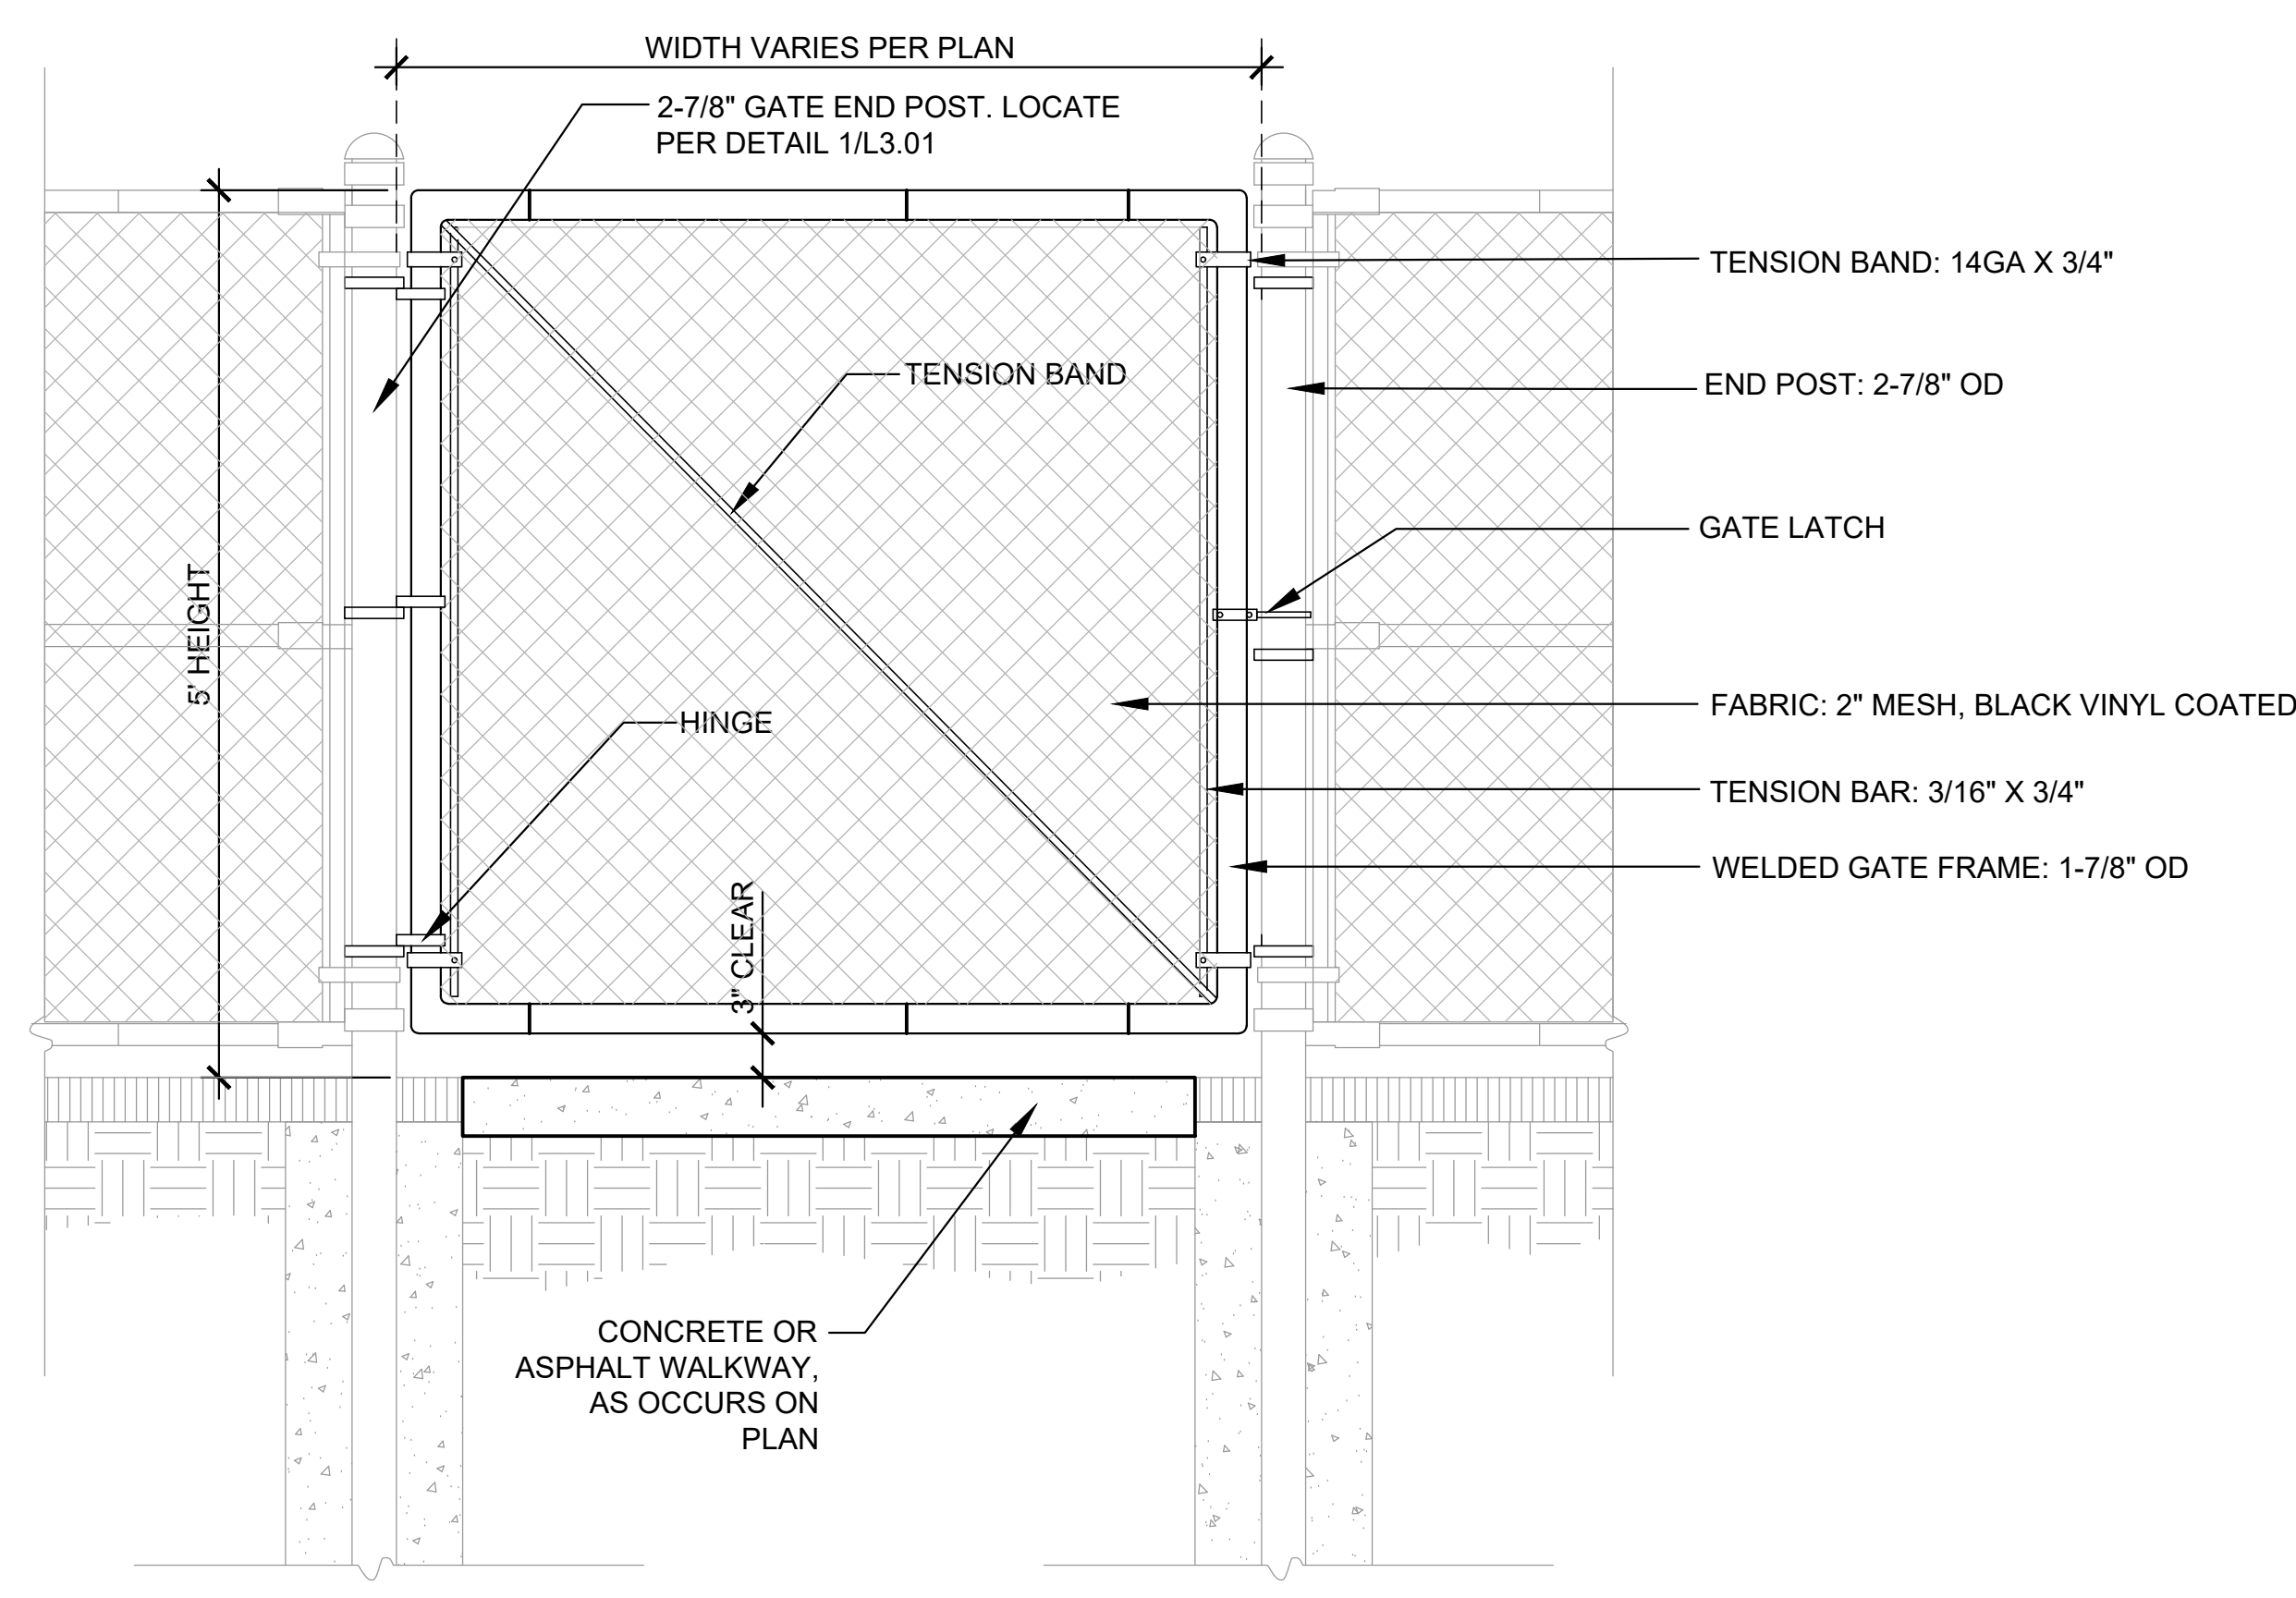 WIDTH VARIES PER PLAN
2-7/8" GATE END POST. LOCATE
PER DETAIL 1/L3.01
TENSION BAND: 14GA X 3/4"
TENSION BAND
END POST: 2-7/8" OD
GATE LATCH
5' HEIGHT
FABRIC: 2" MESH, BLACK VINYL COATED
HINGE
TENSION BAR: 3/16" X 3/4"
WELDED GATE FRAME: 1-7/8" OD
3" CLEAR
CONCRETE OR
ASPHALT WALKWAY,
AS OCCURS ON
PLAN